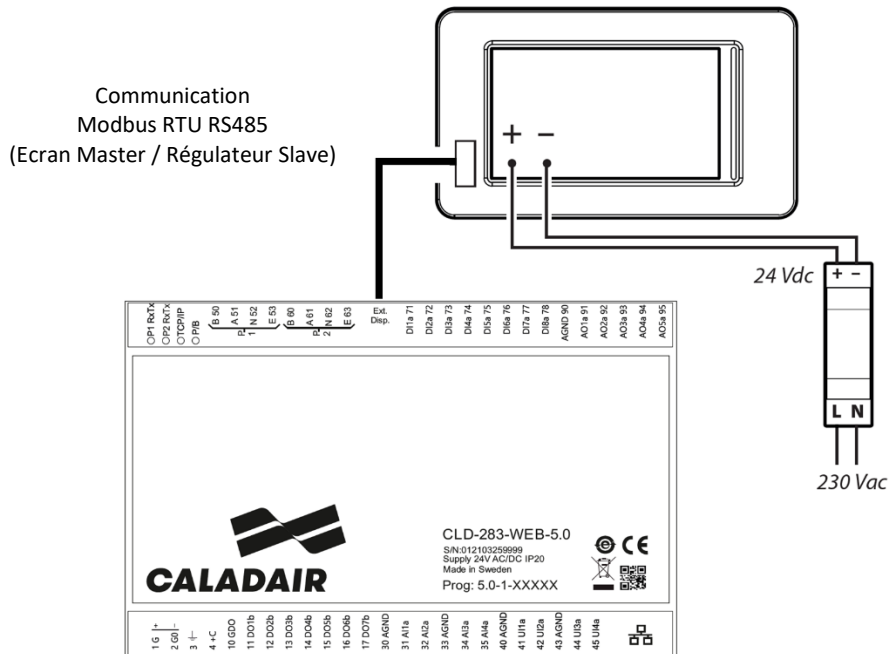 Communication
Modbus RTU RS485
(Ecran Master / Régulateur Slave)
+ −
24 Vdc
+ −
L N
230 Vac
P1 RxTx
P2 RxTx
TCP/IP
P/B
B 50
A 51
N 52
E 53
P 1
B 60
A 61
N 62
E 63
P 2
Ext. Disp.
DI1a 71
DI2a 72
DI3a 73
DI4a 74
DI5a 75
DI6a 76
DI7a 77
DI8a 78
AGND 90
AO1a 91
AO2a 92
AO3a 93
AO4a 94
AO5a 95
CALADAIR
CLD-283-WEB-5.0
S/N:012103259999
Supply 24V AC/DC IP20
Made in Sweden
Prog: 5.0-1-XXXXX
e
CE
1 G +
2 G0 −
3
4 +C
10 GDO
11 DO1b
12 DO2b
13 DO3b
14 DO4b
15 DO5b
16 DO6b
17 DO7b
30 AGND
31 AI1a
32 AI2a
33 AGND
34 AI3a
35 AI4a
40 AGND
41 UI1a
42 UI2a
43 AGND
44 UI3a
45 UI4a